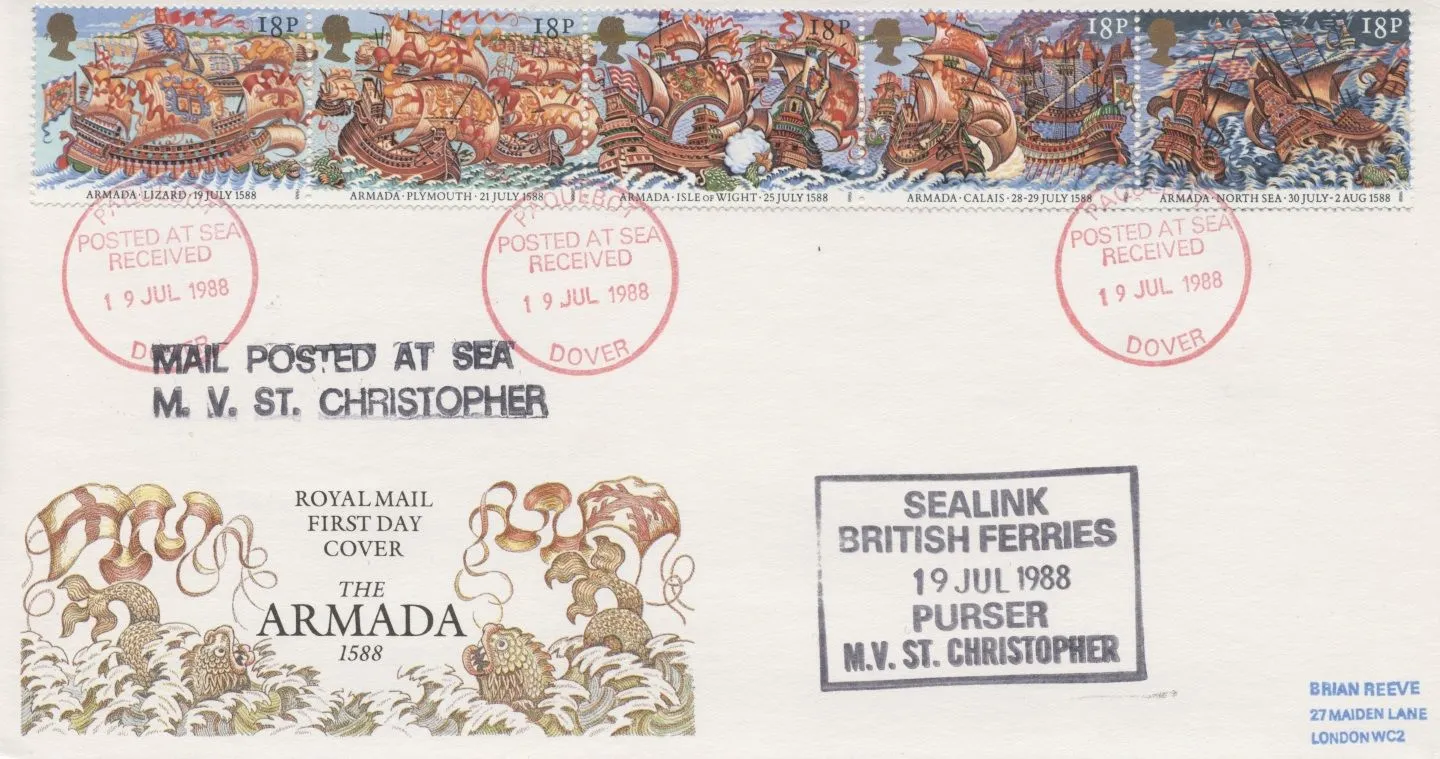 18P
18P
18P
18P
18P
ARMADA · LIZARD · 19 JULY 1588
ARMADA · PLYMOUTH · 21 JULY 1588
ARMADA · ISLE OF WIGHT · 25 JULY 1588
ARMADA · CALAIS · 28-29 JULY 1588
ARMADA · NORTH SEA · 30 JULY - 2 AUG 1588
PAQUEBOT
POSTED AT SEA
RECEIVED
19 JUL 1988
DOVER
PAQUEBOT
POSTED AT SEA
RECEIVED
19 JUL 1988
DOVER
PAQUEBOT
POSTED AT SEA
RECEIVED
19 JUL 1988
DOVER
MAIL POSTED AT SEA
M. V. ST. CHRISTOPHER
ROYAL MAIL
FIRST DAY
COVER
THE
ARMADA
1588
SEALINK
BRITISH FERRIES
19 JUL 1988
PURSER
M.V. ST. CHRISTOPHER
BRIAN REEVE
27 MAIDEN LANE
LONDON WC2